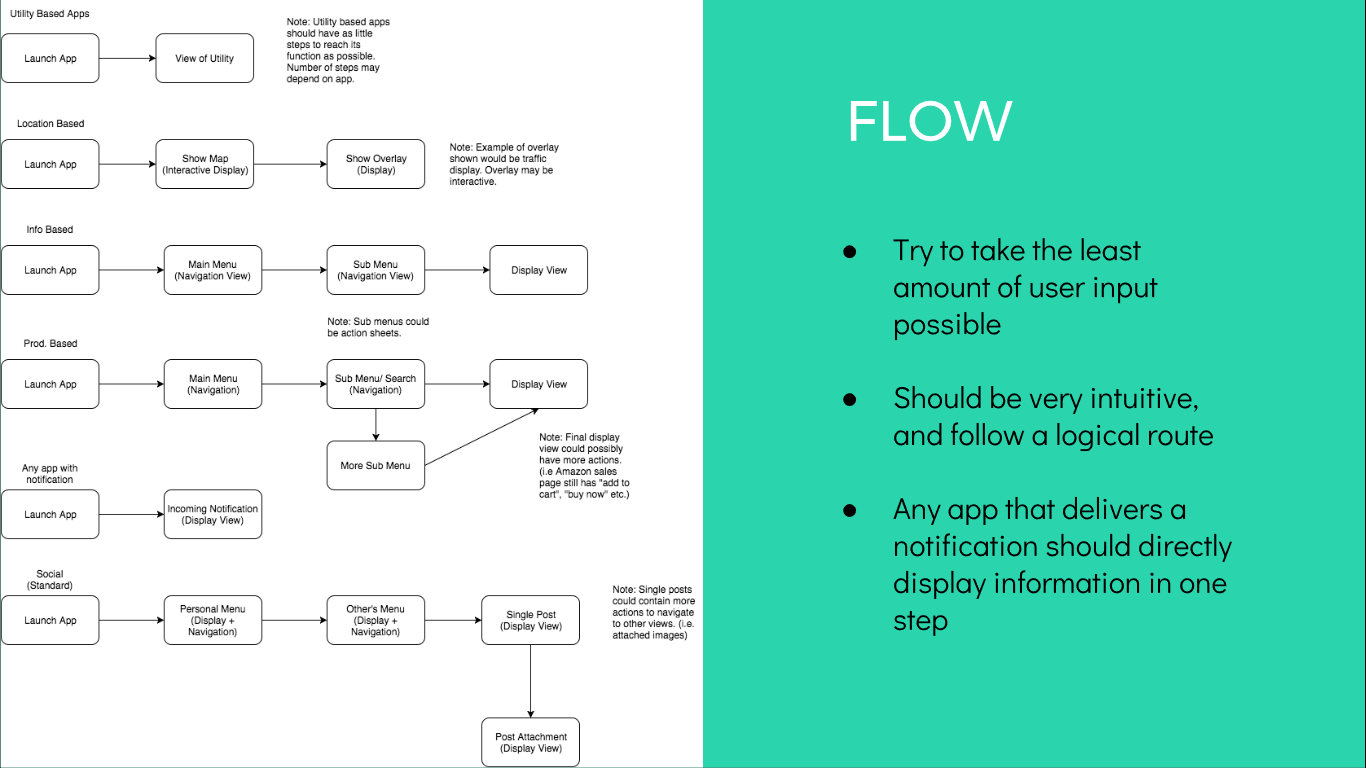 Utility Based Apps
Launch App
View of Utility
Note: Utility based apps
should have as little
steps to reach its
function as possible.
Number of steps may
depend on app.
Location Based
Launch App
Show Map
(Interactive Display)
Show Overlay
(Display)
Note: Example of overlay
shown would be traffic
display. Overlay may be
interactive.
Info Based
Launch App
Main Menu
(Navigation View)
Sub Menu
(Navigation View)
Display View
Note: Sub menus could
be action sheets.
Prod. Based
Launch App
Main Menu
(Navigation)
Sub Menu/ Search
(Navigation)
Display View
More Sub Menu
Note: Final display
view could possibly
have more actions.
(i.e Amazon sales
page still has "add to
cart", "buy now" etc.)
Any app with
notification
Launch App
Incoming Notification
(Display View)
Social
(Standard)
Launch App
Personal Menu
(Display +
Navigation)
Other's Menu
(Display +
Navigation)
Single Post
(Display View)
Note: Single posts
could contain more
actions to navigate
to other views. (i.e.
attached images)
Post Attachment
(Display View)
FLOW
● Try to take the least
amount of user input
possible
● Should be very intuitive,
and follow a logical route
● Any app that delivers a
notification should directly
display information in one
step